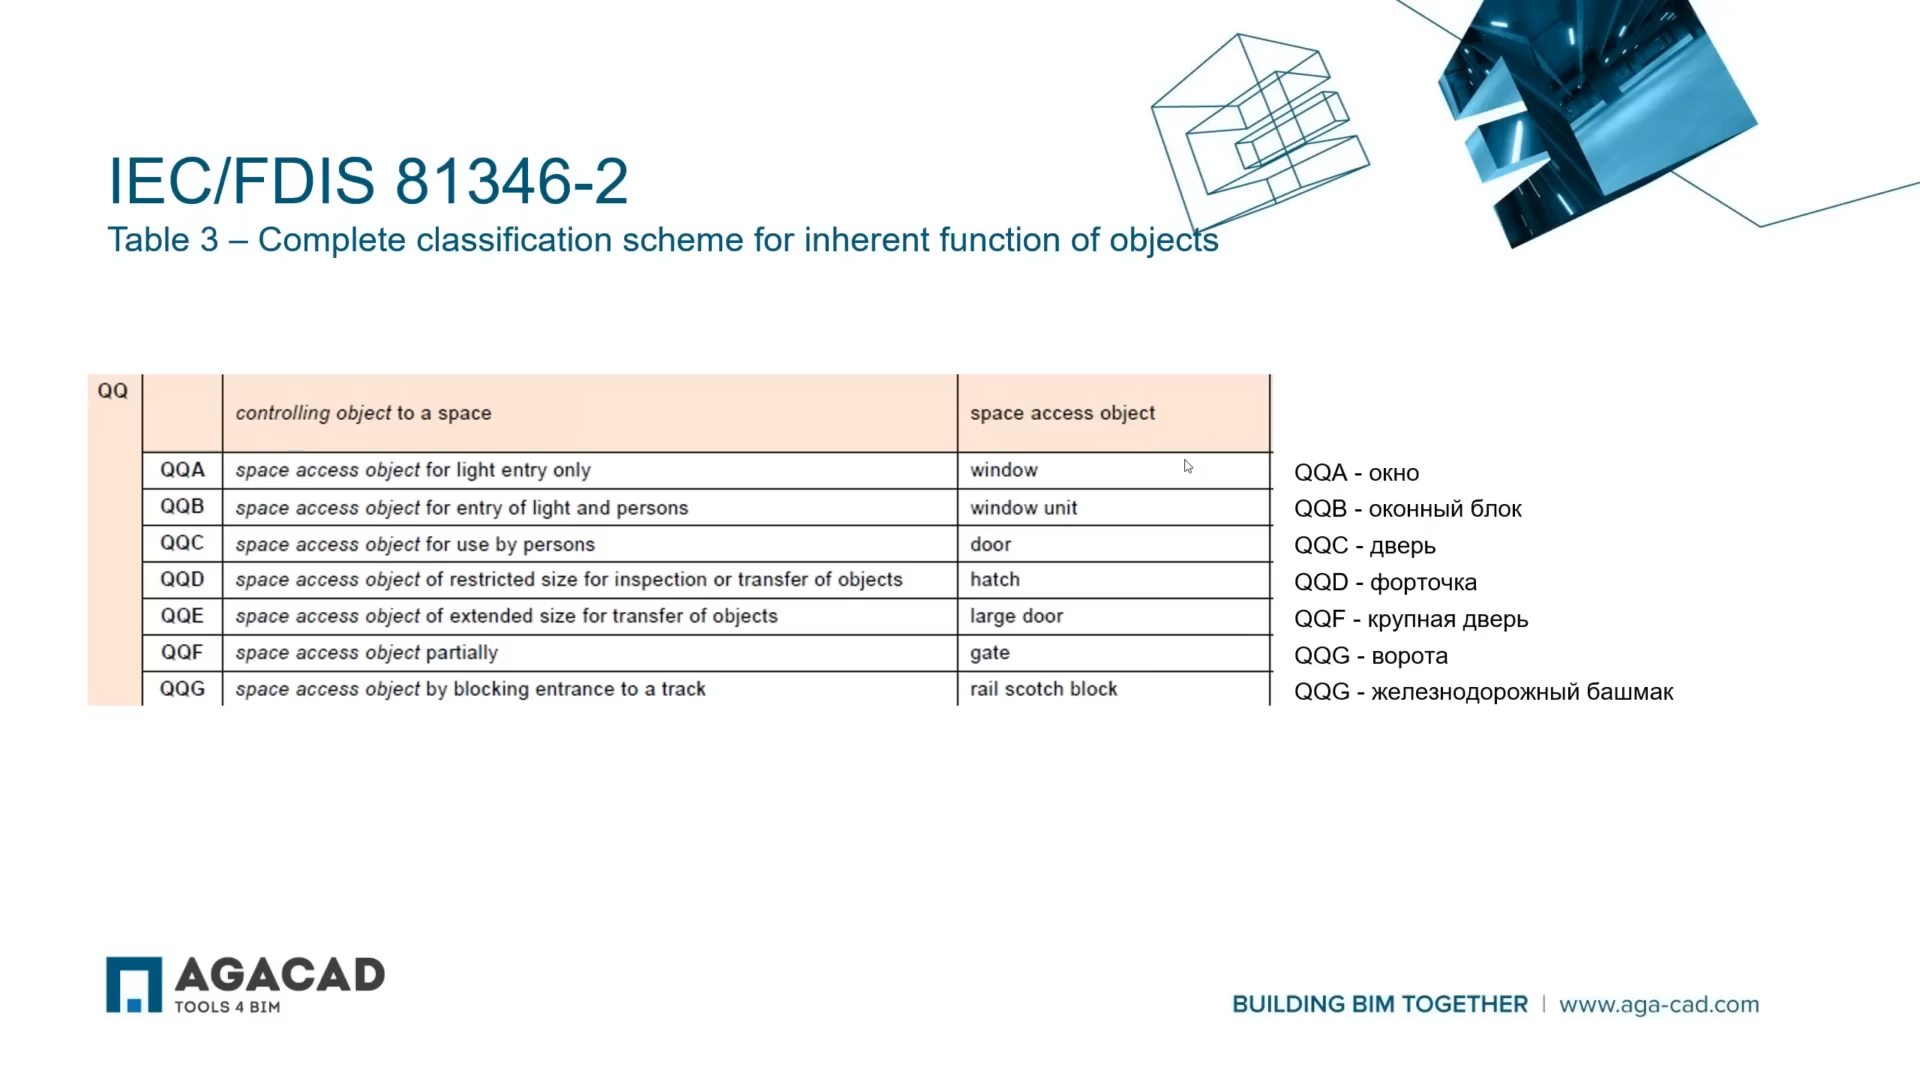 IEC/FDIS 81346-2
Table 3 – Complete classification scheme for inherent function of objects
QQ controlling object to a space space access object
QQA space access object for light entry only window QQA - окно
QQB space access object for entry of light and persons window unit QQB - оконный блок
QQC space access object for use by persons door QQC - дверь
QQD space access object of restricted size for inspection or transfer of objects hatch QQD - форточка
QQE space access object of extended size for transfer of objects large door QQF - крупная дверь
QQF space access object partially gate QQG - ворота
QQG space access object by blocking entrance to a track rail scotch block QQG - железнодорожный башмак
AGACAD
TOOLS 4 BIM
BUILDING BIM TOGETHER | www.aga-cad.com